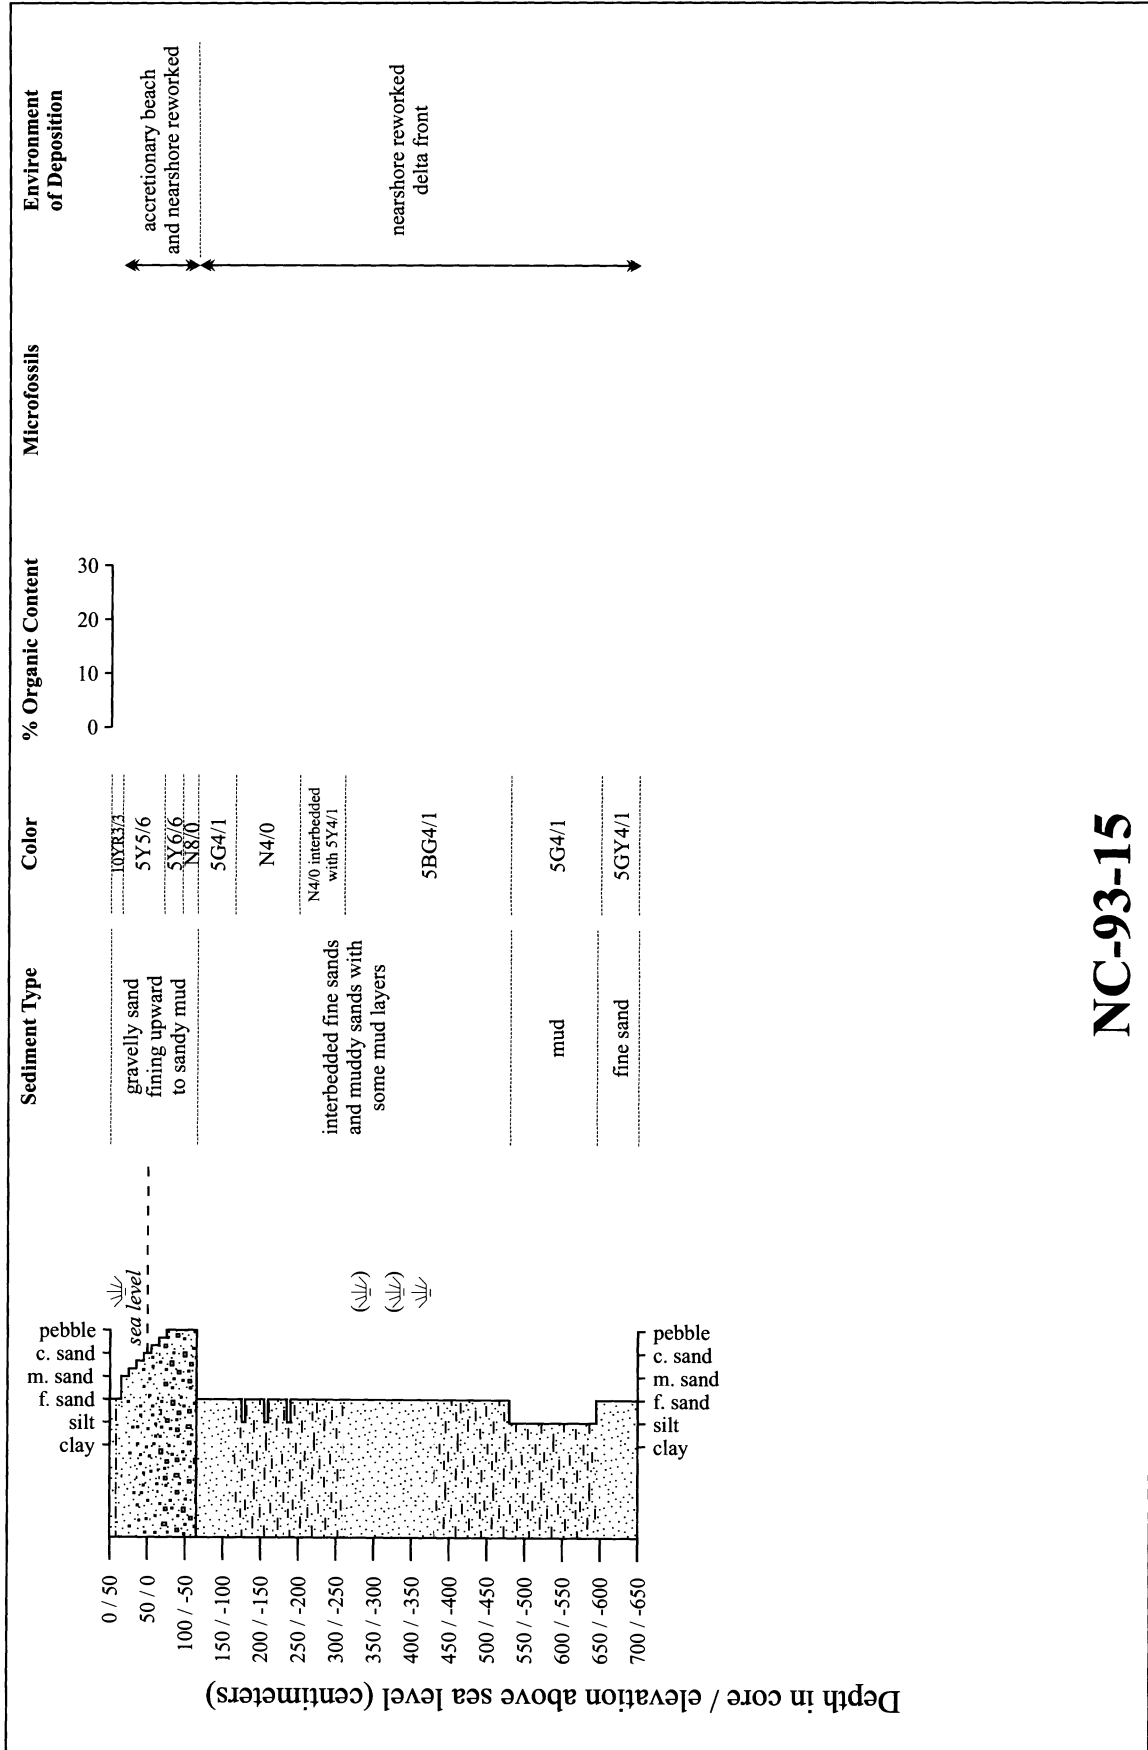 Depth in core / elevation above sea level (centimeters)
0 / 50
50 / 0
100 / -50
150 / -100
200 / -150
250 / -200
300 / -250
350 / -300
400 / -350
450 / -400
500 / -450
550 / -500
600 / -550
650 / -600
700 / -650
pebble
c. sand
m. sand
f. sand
silt
clay
sea level
pebble
c. sand
m. sand
f. sand
silt
clay
Sediment Type
gravelly sand
fining upward
to sandy mud
interbedded fine sands
and muddy sands with
some mud layers
mud
fine sand
Color
10YR3/3
5Y5/6
5Y6/6
N8/0
5G4/1
N4/0
N4/0 interbedded
with 5Y4/1
5BG4/1
5G4/1
5GY4/1
% Organic Content
0
10
20
30
Microfossils
Environment
of Deposition
accretionary beach
and nearshore reworked
nearshore reworked
delta front
NC-93-15